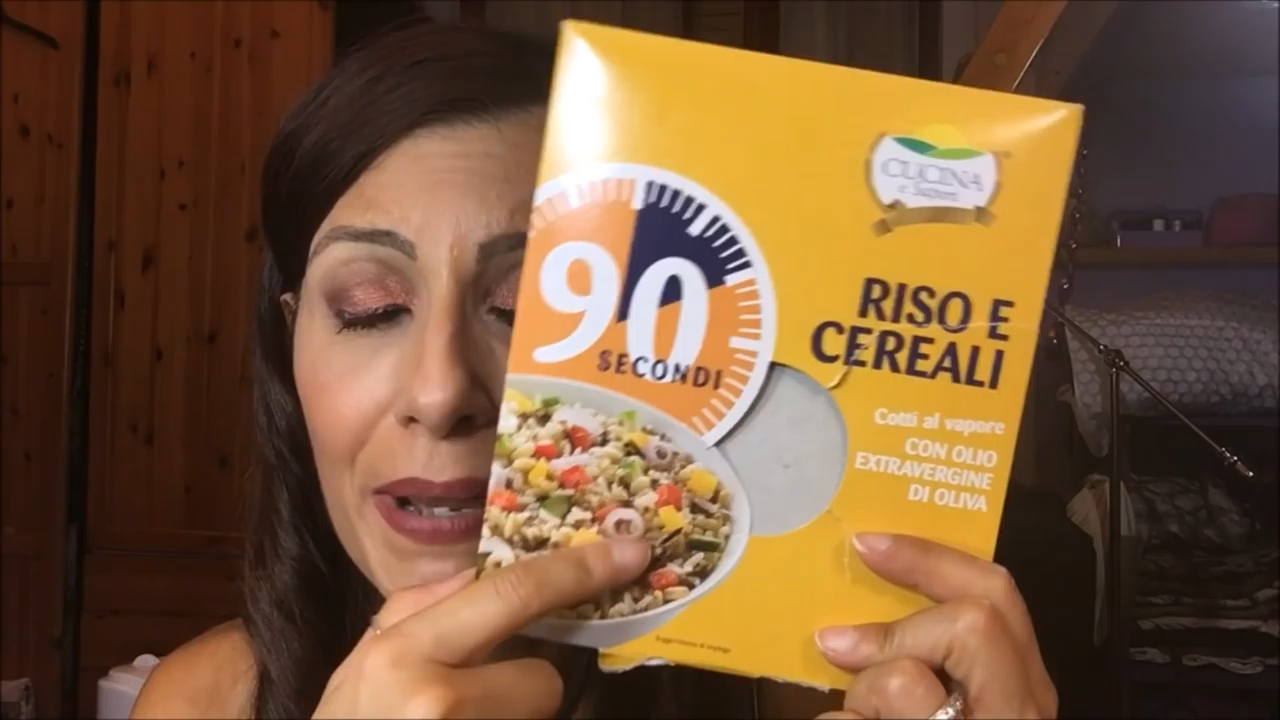 CUCINA
90
SECONDI
RISO E
CEREALI
Cotti al vapore
CON OLIO
EXTRAVERGINE
DI OLIVA